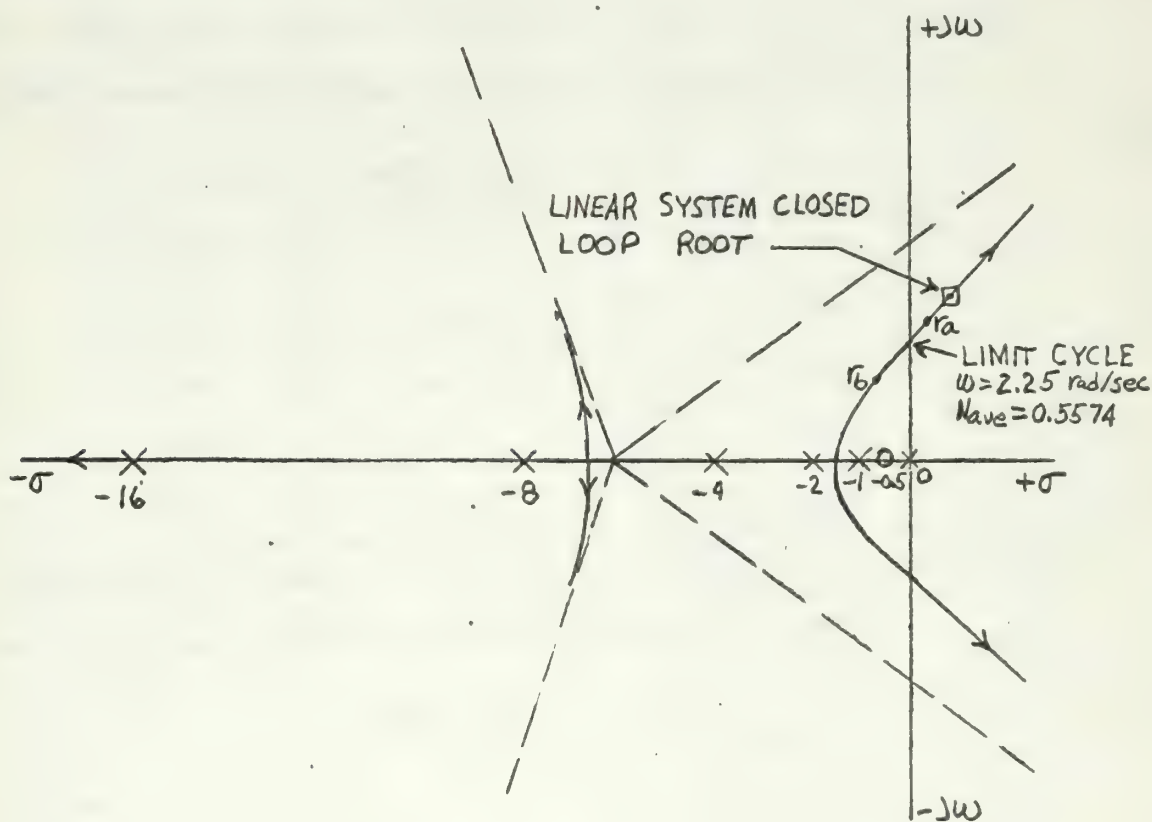 +Jω
LINEAR SYSTEM CLOSED
LOOP ROOT
ra
LIMIT CYCLE
ω=2.25 rad/sec
Nave=0.5574
rb
-σ
-16
-8
-4
-2
-1
-0.5
0
+σ
-Jω